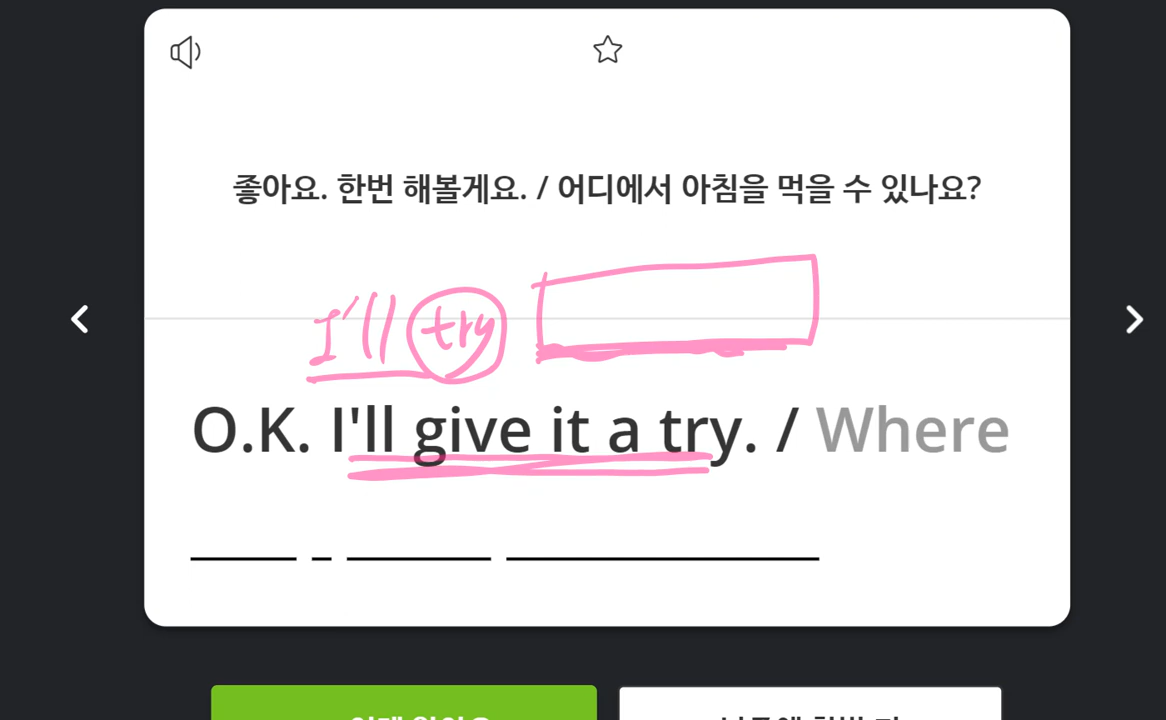 좋아요. 한번 해볼게요. / 어디에서 아침을 먹을 수 있나요?
I'll try
O.K. I'll give it a try. / Where